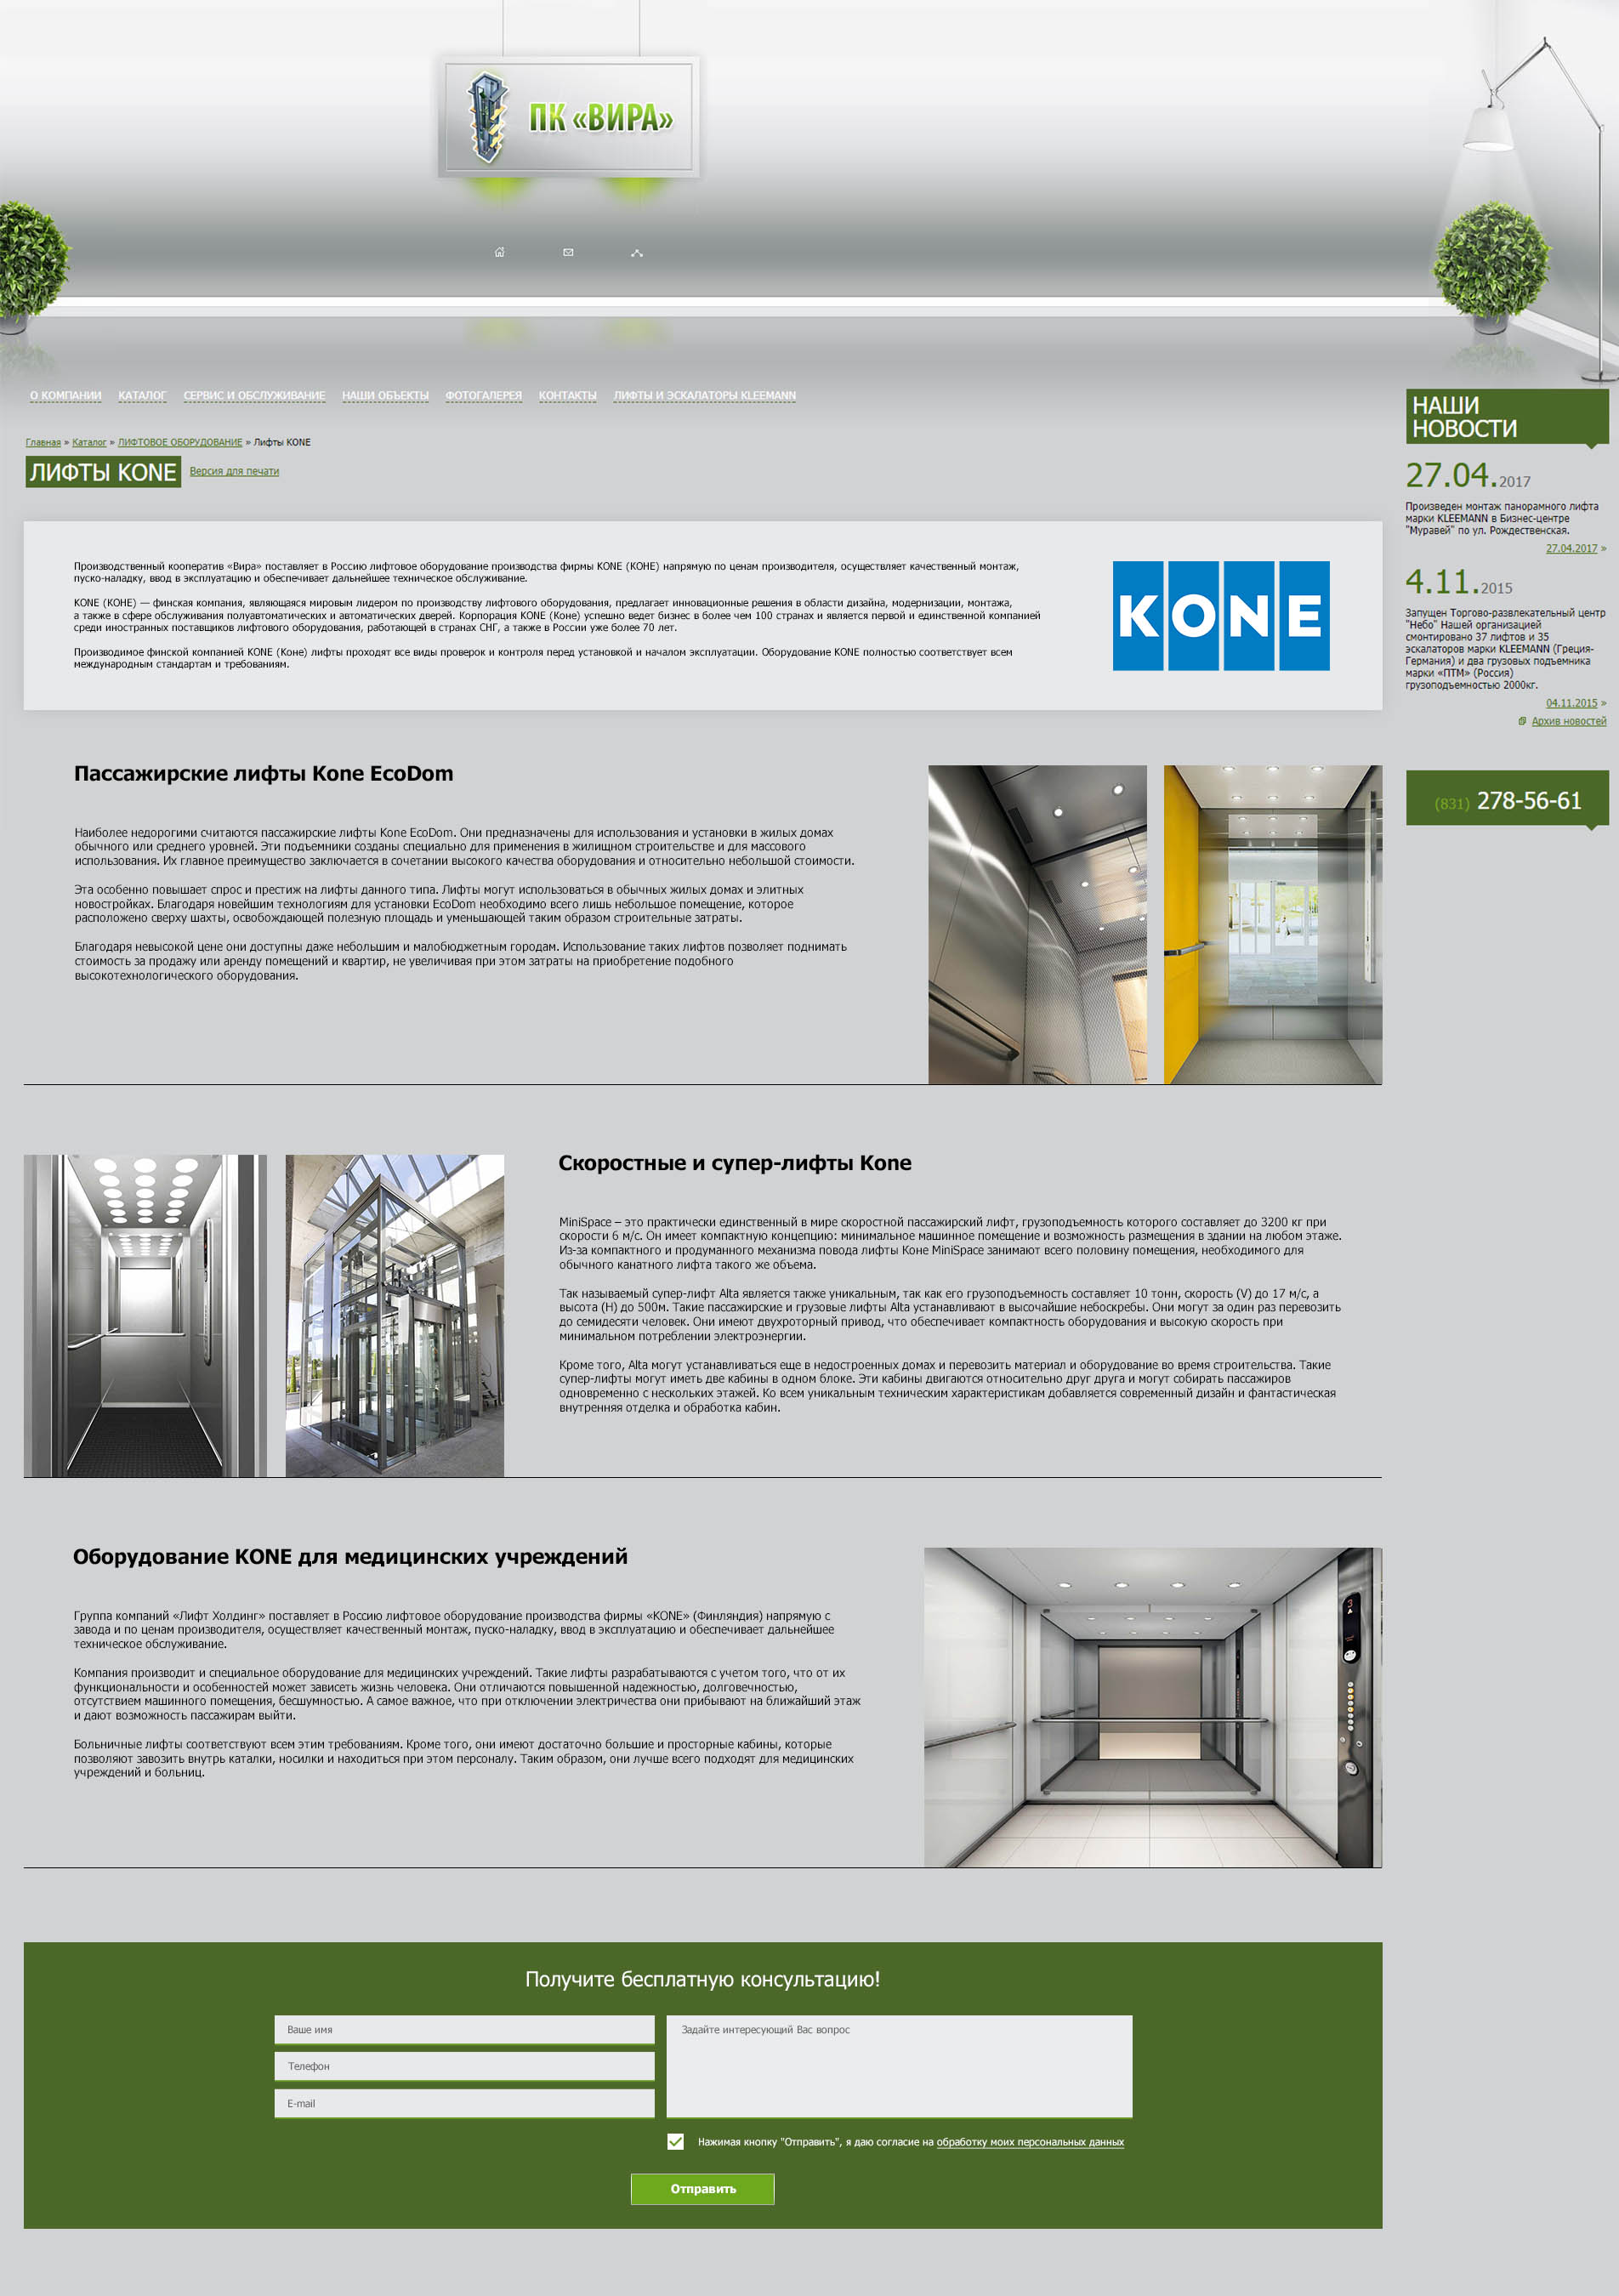 ПК «ВИРА»
О КОМПАНИИ КАТАЛОГ СЕРВИС И ОБСЛУЖИВАНИЕ НАШИ ОБЪЕКТЫ ФОТОГАЛЕРЕЯ КОНТАКТЫ ЛИФТЫ И ЭСКАЛАТОРЫ KLEEMANN
Главная » Каталог » ЛИФТОВОЕ ОБОРУДОВАНИЕ » Лифты KONE
ЛИФТЫ KONE Версия для печати
Производственный кооператив «Вира» поставляет в Россию лифтовое оборудование производства фирмы KONE (КОНЕ) напрямую по ценам производителя, осуществляет качественный монтаж,
пуско-наладку, ввод в эксплуатацию и обеспечивает дальнейшее техническое обслуживание.
KONE (КОНЕ) — финская компания, являющаяся мировым лидером по производству лифтового оборудования, предлагает инновационные решения в области дизайна, модернизации, монтажа,
а также в сфере обслуживания полуавтоматических и автоматических дверей. Корпорация KONE (Коне) успешно ведет бизнес в более чем 100 странах и является первой и единственной компанией
среди иностранных поставщиков лифтового оборудования, работающей в странах СНГ, а также в России уже более 70 лет.
Производимое финской компанией KONE (Коне) лифты проходят все виды проверок и контроля перед установкой и началом эксплуатации. Оборудование KONE полностью соответствует всем
международным стандартам и требованиям.
KONE
НАШИ
НОВОСТИ
27.04.2017
Произведен монтаж панорамного лифта
марки KLEEMANN в Бизнес-центре
"Муравей" по ул. Рождественская.
27.04.2017 »
4.11.2015
Запущен Торгово-развлекательный центр
"Небо" Нашей организацией
смонтировано 37 лифтов и 35
эскалаторов марки KLEEMANN (Греция-
Германия) и два грузовых подъемника
марки «ПТМ» (Россия)
грузоподъемностью 2000кг.
04.11.2015 »
Архив новостей
(831) 278-56-61
Пассажирские лифты Kone EcoDom
Наиболее недорогими считаются пассажирские лифты Kone EcoDom. Они предназначены для использования и установки в жилых домах
обычного или среднего уровней. Эти подъемники созданы специально для применения в жилищном строительстве и для массового
использования. Их главное преимущество заключается в сочетании высокого качества оборудования и относительно небольшой стоимости.
Эта особенно повышает спрос и престиж на лифты данного типа. Лифты могут использоваться в обычных жилых домах и элитных
новостройках. Благодаря новейшим технологиям для установки EcoDom необходимо всего лишь небольшое помещение, которое
расположено сверху шахты, освобождающей полезную площадь и уменьшающей таким образом строительные затраты.
Благодаря невысокой цене они доступны даже небольшим и малобюджетным городам. Использование таких лифтов позволяет поднимать
стоимость за продажу или аренду помещений и квартир, не увеличивая при этом затраты на приобретение подобного
высокотехнологического оборудования.
Скоростные и супер-лифты Kone
MiniSpace – это практически единственный в мире скоростной пассажирский лифт, грузоподъемность которого составляет до 3200 кг при
скорости 6 м/с. Он имеет компактную концепцию: минимальное машинное помещение и возможность размещения в здании на любом этаже.
Из-за компактного и продуманного механизма повода лифты Коне MiniSpace занимают всего половину помещения, необходимого для
обычного канатного лифта такого же объема.
Так называемый супер-лифт Alta является также уникальным, так как его грузоподъемность составляет 10 тонн, скорость (V) до 17 м/с, а
высота (H) до 500м. Такие пассажирские и грузовые лифты Alta устанавливают в высочайшие небоскребы. Они могут за один раз перевозить
до семидесяти человек. Они имеют двухроторный привод, что обеспечивает компактность оборудования и высокую скорость при
минимальном потреблении электроэнергии.
Кроме того, Alta могут устанавливаться еще в недостроенных домах и перевозить материал и оборудование во время строительства. Такие
супер-лифты могут иметь две кабины в одном блоке. Эти кабины двигаются относительно друг друга и могут собирать пассажиров
одновременно с нескольких этажей. Ко всем уникальным техническим характеристикам добавляется современный дизайн и фантастическая
внутренняя отделка и обработка кабин.
Оборудование KONE для медицинских учреждений
Группа компаний «Лифт Холдинг» поставляет в Россию лифтовое оборудование производства фирмы «KONE» (Финляндия) напрямую с
завода и по ценам производителя, осуществляет качественный монтаж, пуско-наладку, ввод в эксплуатацию и обеспечивает дальнейшее
техническое обслуживание.
Компания производит и специальное оборудование для медицинских учреждений. Такие лифты разрабатываются с учетом того, что от их
функциональности и особенностей может зависеть жизнь человека. Они отличаются повышенной надежностью, долговечностью,
отсутствием машинного помещения, бесшумностью. А самое важное, что при отключении электричества они прибывают на ближайший этаж
и дают возможность пассажирам выйти.
Больничные лифты соответствуют всем этим требованиям. Кроме того, они имеют достаточно большие и просторные кабины, которые
позволяют завозить внутрь каталки, носилки и находиться при этом персоналу. Таким образом, они лучше всего подходят для медицинских
учреждений и больниц.
3
Получите бесплатную консультацию!
Ваше имя
Телефон
E-mail
Задайте интересующий Вас вопрос
Нажимая кнопку "Отправить", я даю согласие на обработку моих персональных данных
Отправить